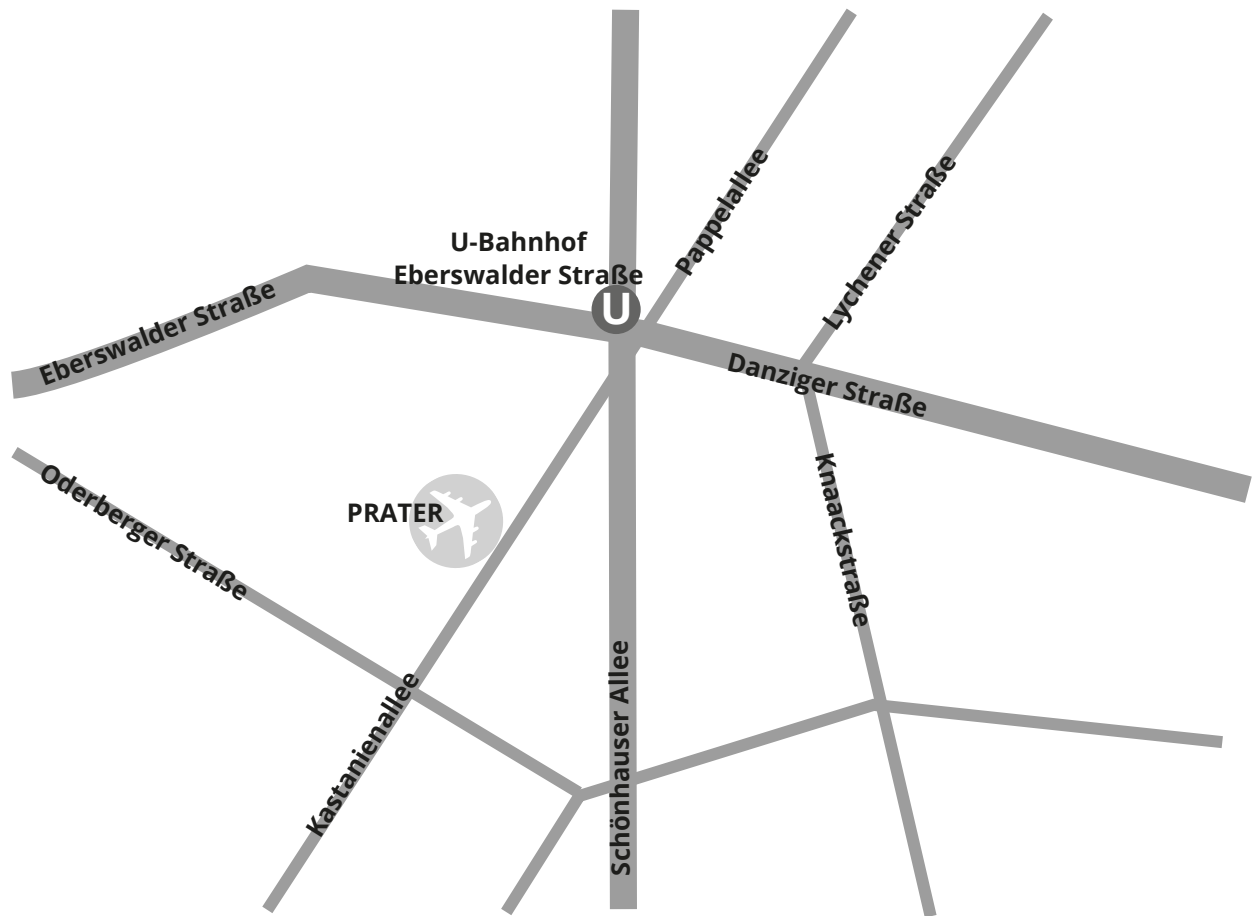 Pappelallee
Lychener Straße
U-Bahnhof
Eberswalder Straße
U
Eberswalder Straße
Danziger Straße
Oderberger Straße
PRATER
Knaackstraße
Kastanienallee
Schönhauser Allee